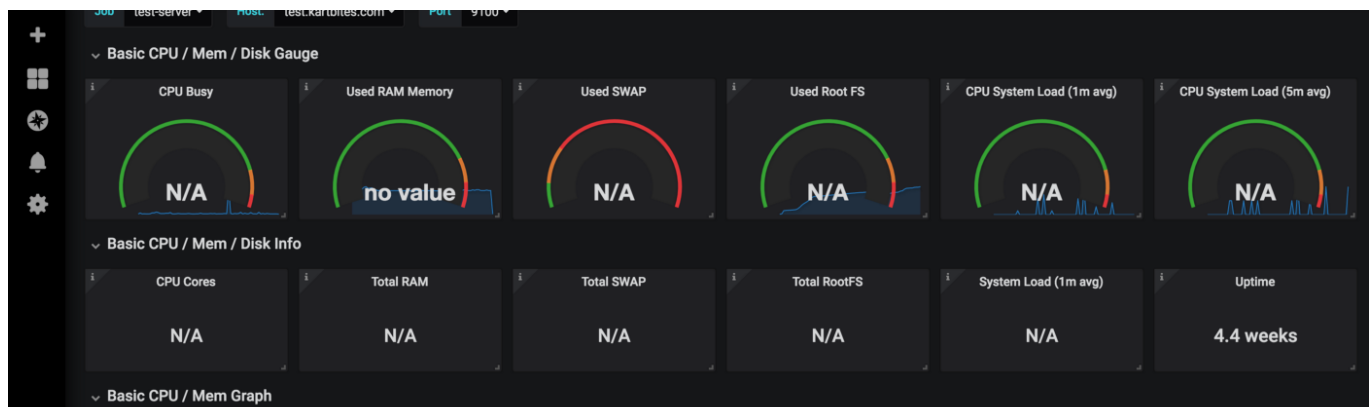 Job test-server Host: test.kartbites.com Port 9100
Basic CPU / Mem / Disk Gauge
CPU Busy Used RAM Memory Used SWAP Used Root FS CPU System Load (1m avg) CPU System Load (5m avg)
N/A no value N/A N/A N/A N/A
Basic CPU / Mem / Disk Info
CPU Cores Total RAM Total SWAP Total RootFS System Load (1m avg) Uptime
N/A N/A N/A N/A N/A 4.4 weeks
Basic CPU / Mem Graph